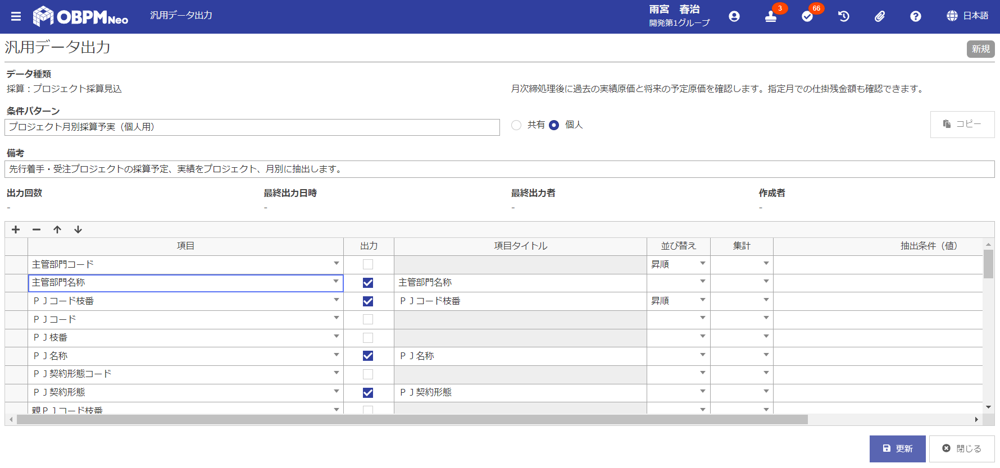 OBPM Neo
汎用データ出力
雨宮　春治
開発第1グループ
3
66
日本語
汎用データ出力
新規
データ種類
採算：プロジェクト採算見込
月次締処理後に過去の実績原価と将来の予定原価を確認します。指定月での仕掛残金額も確認できます。
条件パターン
プロジェクト月別採算予実（個人用）
共有
個人
コピー
備考
先行着手・受注プロジェクトの採算予定、実績をプロジェクト、月別に抽出します。
出力回数
最終出力日時
最終出力者
作成者
-
-
-
-
項目 出力 項目タイトル 並び替え 集計 抽出条件（値）
主管部門コード 昇順
主管部門名称 主管部門名称
ＰＪコード枝番 ＰＪコード枝番 昇順
ＰＪコード
ＰＪ枝番
ＰＪ名称 ＰＪ名称
ＰＪ契約形態コード
ＰＪ契約形態 ＰＪ契約形態
親ＰＪコード枝番
更新
閉じる